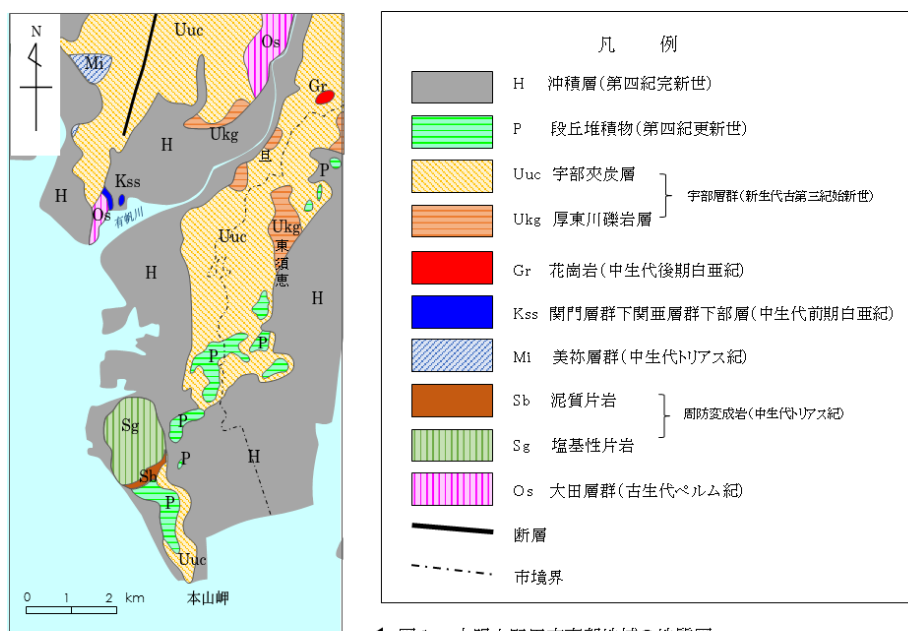 N
Uuc
Os
Mi
Gr
Ukg
H
旦
P
H
Kss
Os
有帆川
Uuc
Ukg
東須恵
H
H
P
P
P
Sg
H
P
Sb
P
Uuc
0 1 2 km
本山岬
凡 例
H 沖積層(第四紀完新世)
P 段丘堆積物(第四紀更新世)
Uuc 宇部夾炭層
宇部層群(新生代古第三紀始新世)
Ukg 厚東川礫岩層
Gr 花崗岩(中生代後期白亜紀)
Kss 関門層群下関亜層群下部層(中生代前期白亜紀)
Mi 美祢層群(中生代トリアス紀)
Sb 泥質片岩
周防変成岩(中生代トリアス紀)
Sg 塩基性片岩
Os 大田層群(古生代ペルム紀)
断層
市境界